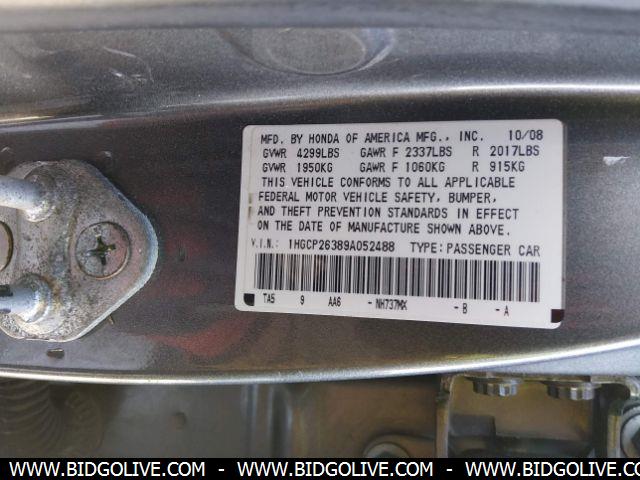 MFD. BY HONDA OF AMERICA MFG., INC. 10/08
GVWR 4299LBS GAWR F 2337LBS R 2017LBS
GVWR 1950KG GAWR F 1060KG R 915KG
THIS VEHICLE CONFORMS TO ALL APPLICABLE
FEDERAL MOTOR VEHICLE SAFETY, BUMPER,
AND THEFT PREVENTION STANDARDS IN EFFECT
ON THE DATE OF MANUFACTURE SHOWN ABOVE.
V.I.N.: 1HGCP26389A052488 TYPE: PASSENGER CAR
TA5 9 AA6 -NH737MX -B -A
WWW.BIDGOLIVE.COM - WWW.BIDGOLIVE.COM - WWW.BIDGOLIVE.COM